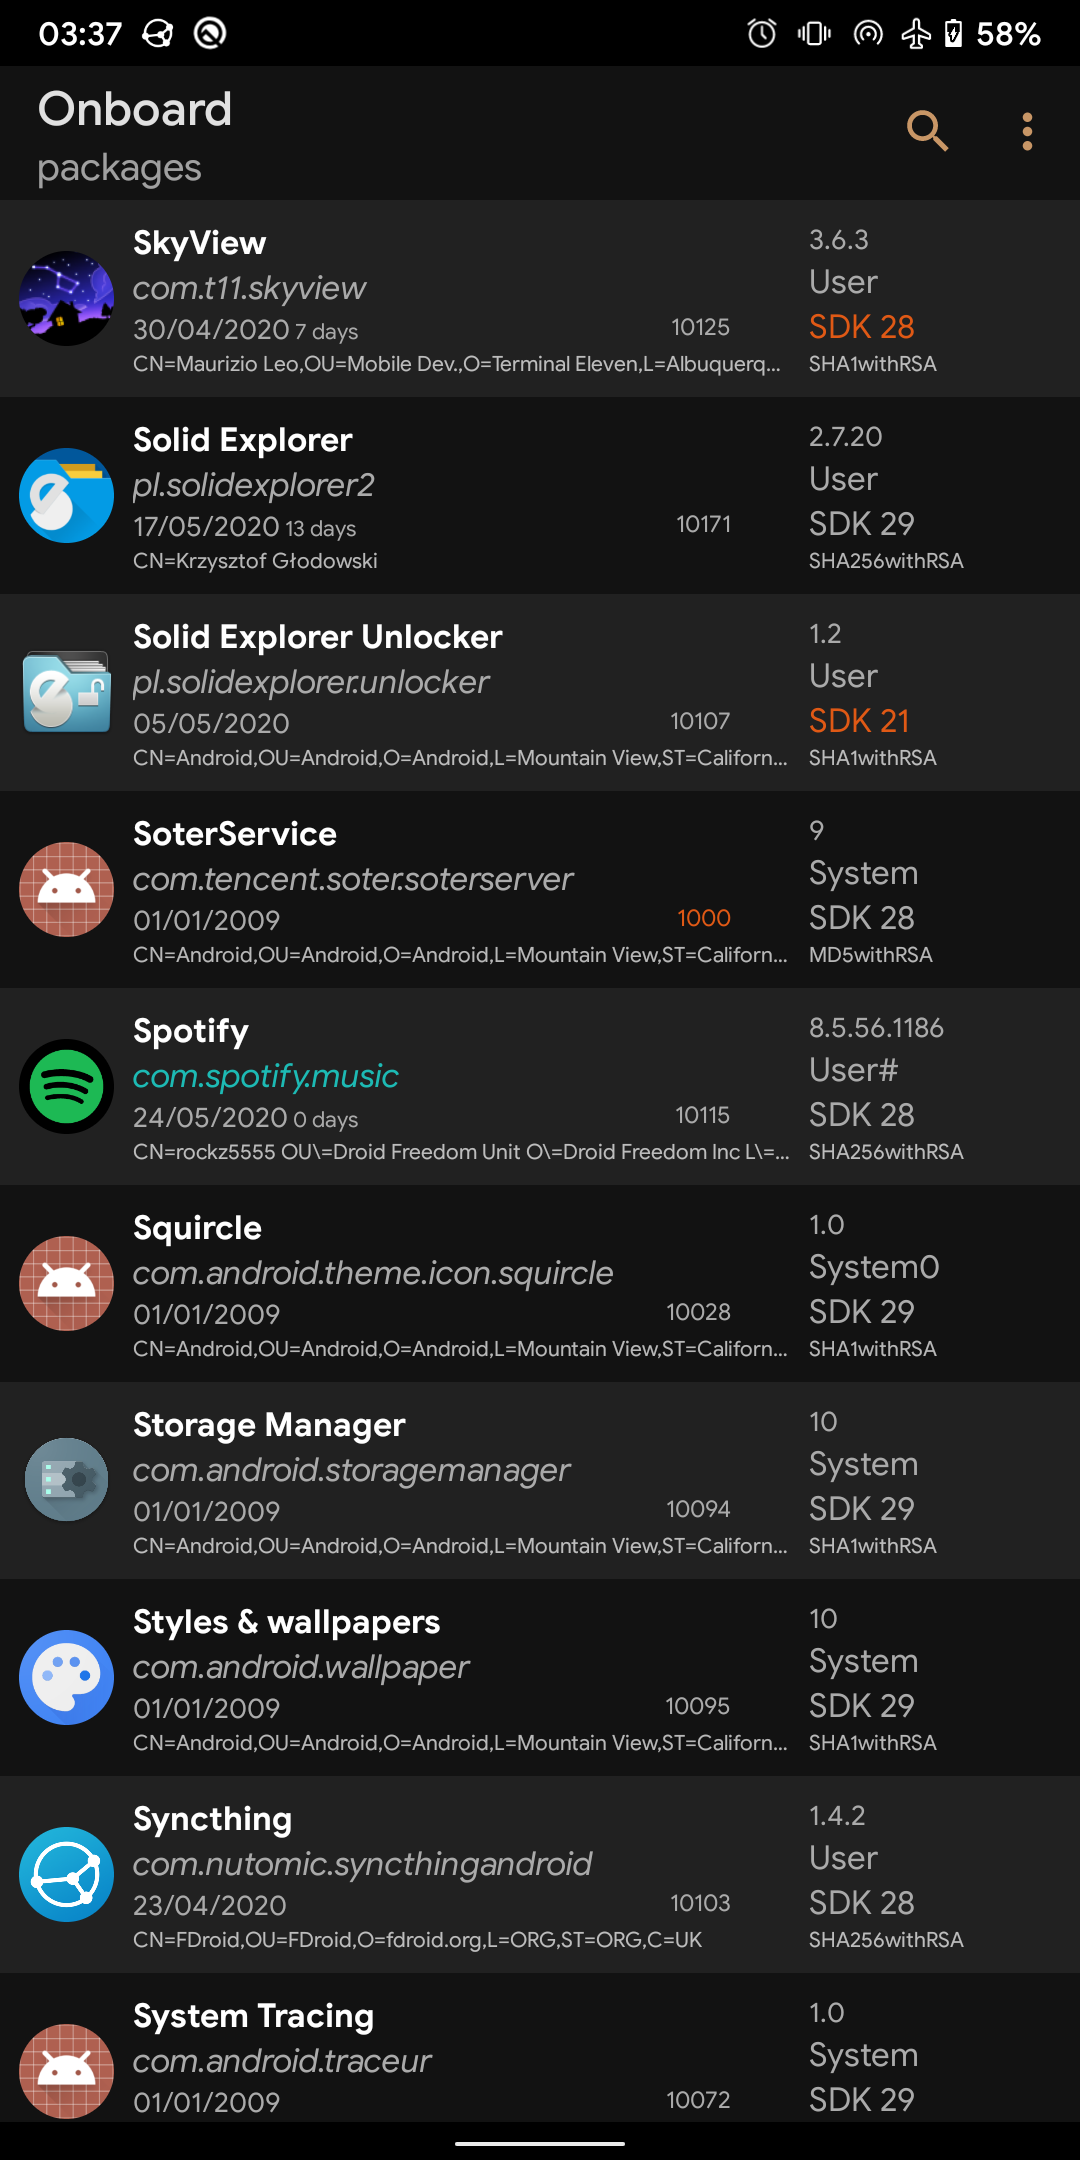 03:37
58%
Onboard
packages
SkyView
3.6.3
com.t11.skyview
User
30/04/2020 7 days
10125
SDK 28
CN=Maurizio Leo,OU=Mobile Dev.,O=Terminal Eleven,L=Albuquerq...
SHA1withRSA
Solid Explorer
2.7.20
pl.solidexplorer2
User
17/05/2020 13 days
10171
SDK 29
CN=Krzysztof Głodowski
SHA256withRSA
Solid Explorer Unlocker
1.2
pl.solidexplorer.unlocker
User
05/05/2020
10107
SDK 21
CN=Android,OU=Android,O=Android,L=Mountain View,ST=Californ...
SHA1withRSA
SoterService
9
com.tencent.soter.soterserver
System
01/01/2009
1000
SDK 28
CN=Android,OU=Android,O=Android,L=Mountain View,ST=Californ...
MD5withRSA
Spotify
8.5.56.1186
com.spotify.music
User#
24/05/2020 0 days
10115
SDK 28
CN=rockz5555 OU\=Droid Freedom Unit O\=Droid Freedom Inc L\=...
SHA256withRSA
Squircle
1.0
com.android.theme.icon.squircle
System0
01/01/2009
10028
SDK 29
CN=Android,OU=Android,O=Android,L=Mountain View,ST=Californ...
SHA1withRSA
Storage Manager
10
com.android.storagemanager
System
01/01/2009
10094
SDK 29
CN=Android,OU=Android,O=Android,L=Mountain View,ST=Californ...
SHA1withRSA
Styles & wallpapers
10
com.android.wallpaper
System
01/01/2009
10095
SDK 29
CN=Android,OU=Android,O=Android,L=Mountain View,ST=Californ...
SHA1withRSA
Syncthing
1.4.2
com.nutomic.syncthingandroid
User
23/04/2020
10103
SDK 28
CN=FDroid,OU=FDroid,O=fdroid.org,L=ORG,ST=ORG,C=UK
SHA256withRSA
System Tracing
1.0
com.android.traceur
System
01/01/2009
10072
SDK 29